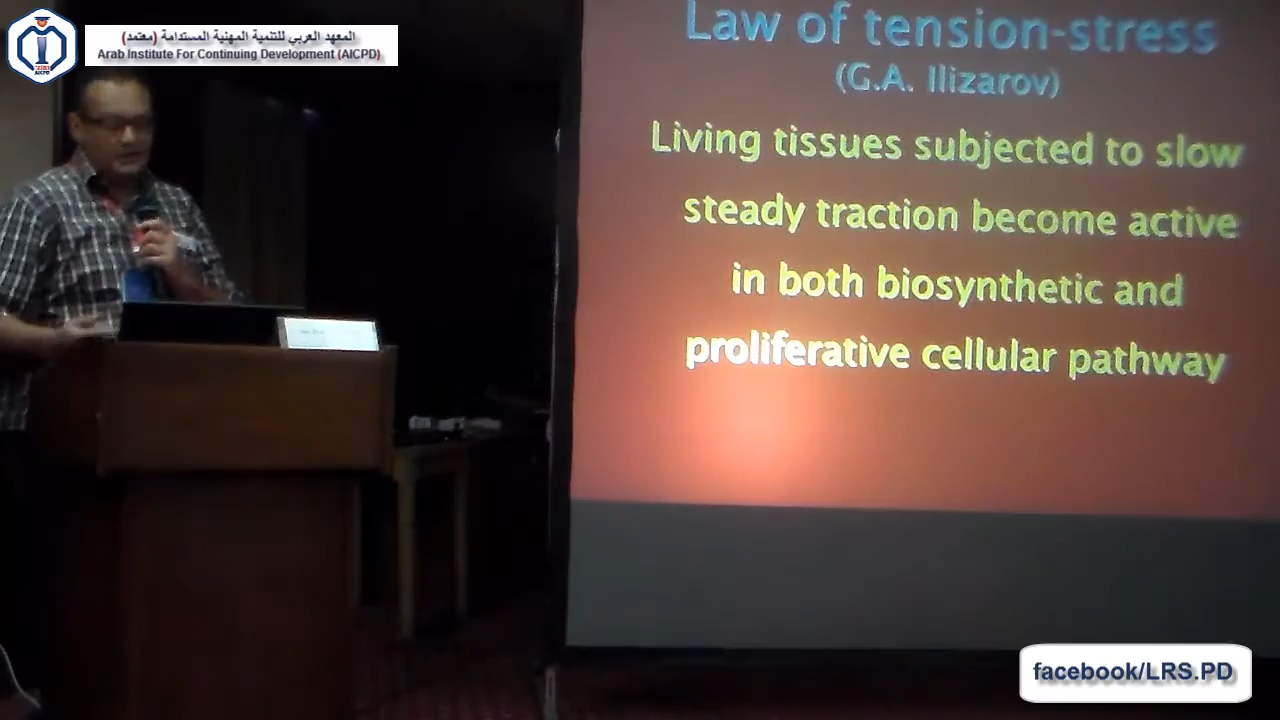 المعهد العربي للتنمية المهنية المستدامة (معتمد)
Arab Institute For Continuing Development (AICPD)
AICPD
Law of tension-stress
(G.A. Ilizarov)
Living tissues subjected to slow
steady traction become active
in both biosynthetic and
proliferative cellular pathway
facebook/LRS.PD